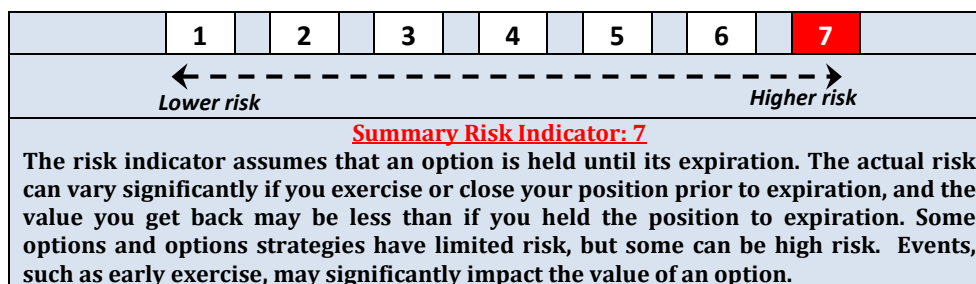 1 2 3 4 5 6 7
Lower risk Higher risk
Summary Risk Indicator: 7
The risk indicator assumes that an option is held until its expiration. The actual risk
can vary significantly if you exercise or close your position prior to expiration, and the
value you get back may be less than if you held the position to expiration. Some
options and options strategies have limited risk, but some can be high risk. Events,
such as early exercise, may significantly impact the value of an option.